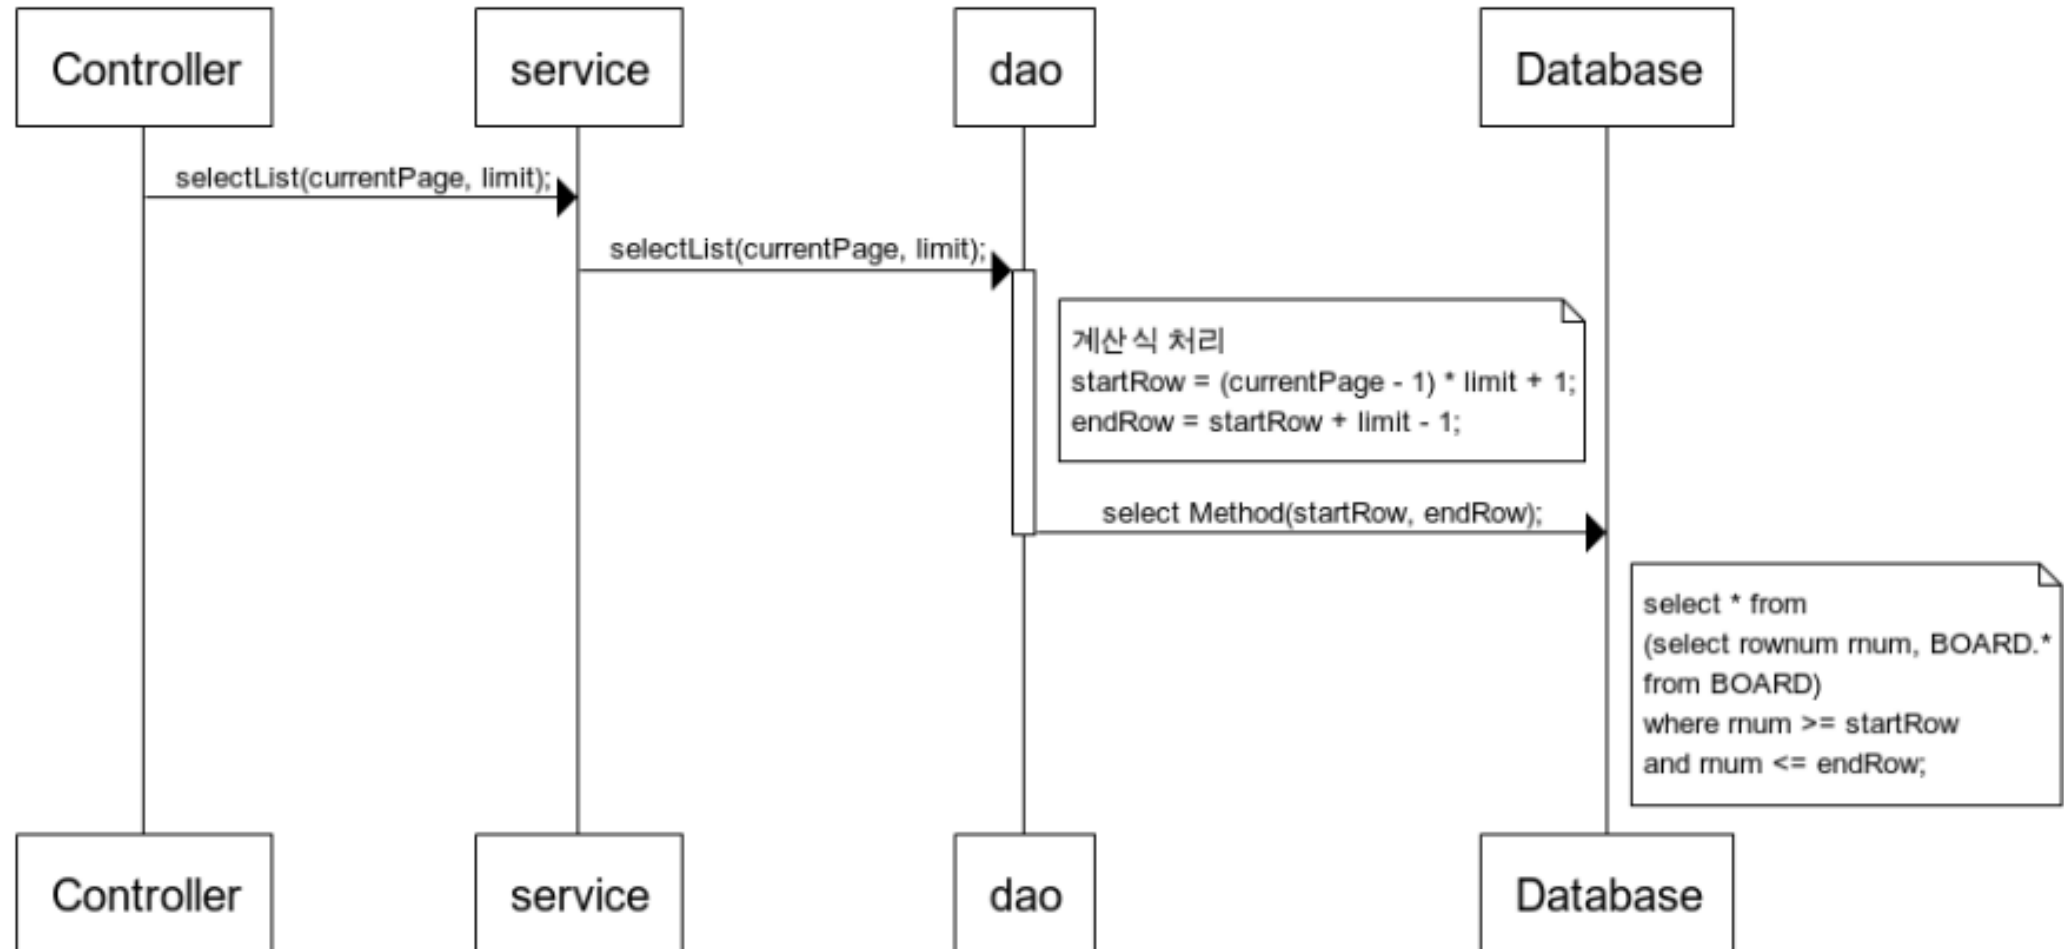 Controller
service
dao
Database
selectList(currentPage, limit);
selectList(currentPage, limit);
계산식 처리
startRow = (currentPage - 1) * limit + 1;
endRow = startRow + limit - 1;
select Method(startRow, endRow);
select * from
(select rownum rnum, BOARD.*
from BOARD)
where rnum >= startRow
and rnum <= endRow;
Controller
service
dao
Database